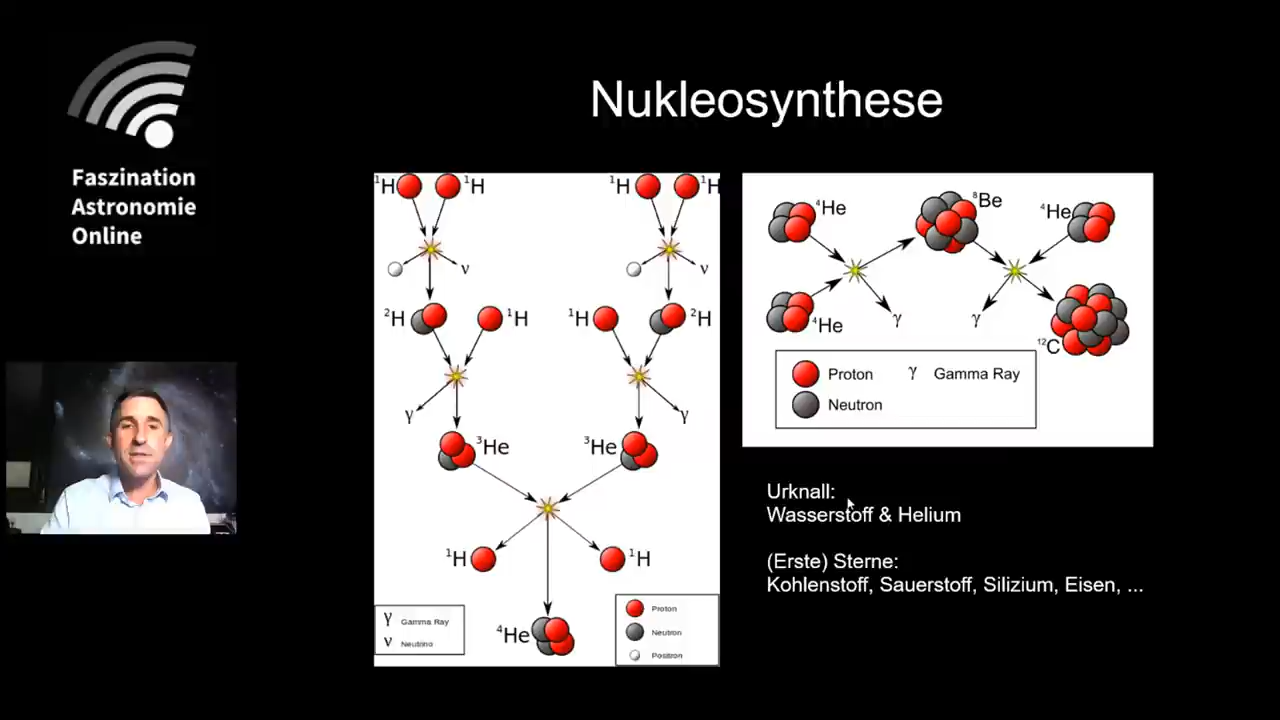 Faszination
Astronomie
Online
Nukleosynthese
¹H ¹H ¹H ¹H
ν ν
²H ¹H ¹H ²H
γ γ
³He ³He
¹H ¹H
⁴He
γ Gamma Ray
ν Neutrino
Proton
Neutron
Positron
⁴He ⁸Be ⁴He
⁴He γ γ ¹²C
Proton γ Gamma Ray
Neutron
Urknall:
Wasserstoff & Helium
(Erste) Sterne:
Kohlenstoff, Sauerstoff, Silizium, Eisen, ...